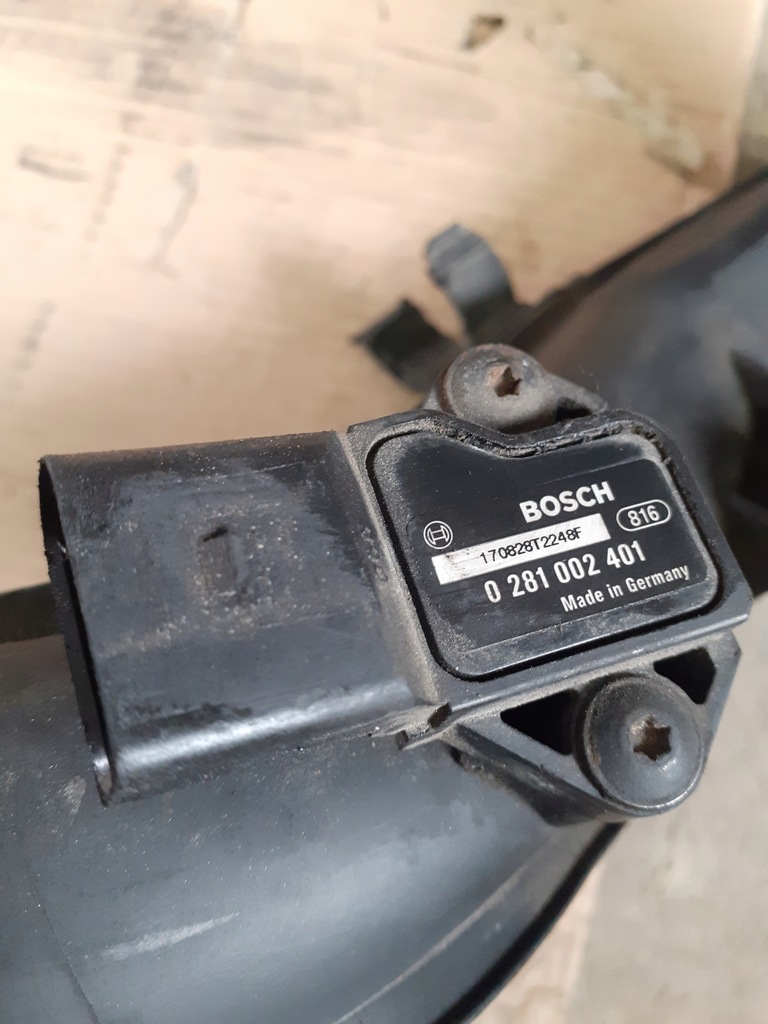 BOSCH
816
170828T2248F
0 281 002 401
Made in Germany